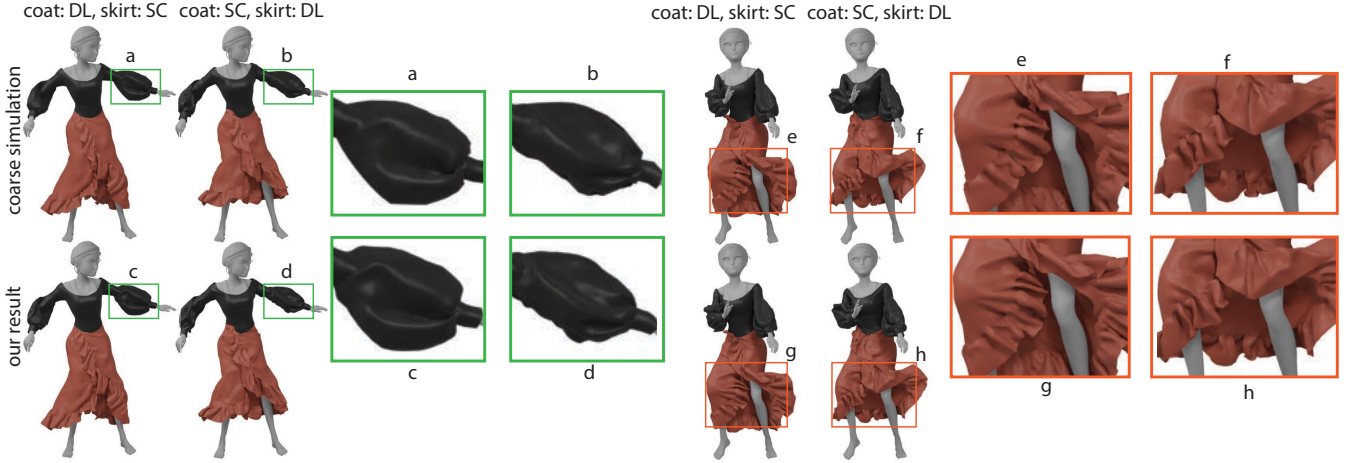 coat: DL, skirt: SC
coat: SC, skirt: DL
coat: DL, skirt: SC
coat: SC, skirt: DL
coarse simulation
a
b
a
b
e
f
e
f
our result
c
d
c
d
g
h
g
h